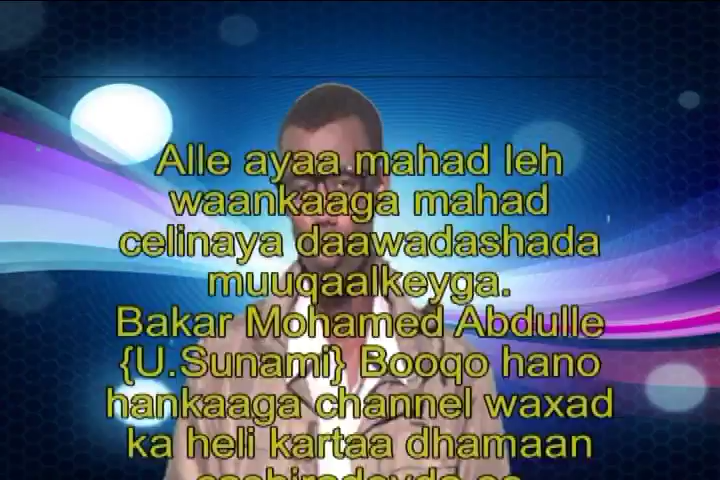 Alle ayaa mahad leh
waankaaga mahad
celinaya daawadashada
muuqaalkeyga.
Bakar Mohamed Abdulle
{U.Sunami} Booqo hano
hankaaga channel waxad
ka heli kartaa dhamaan